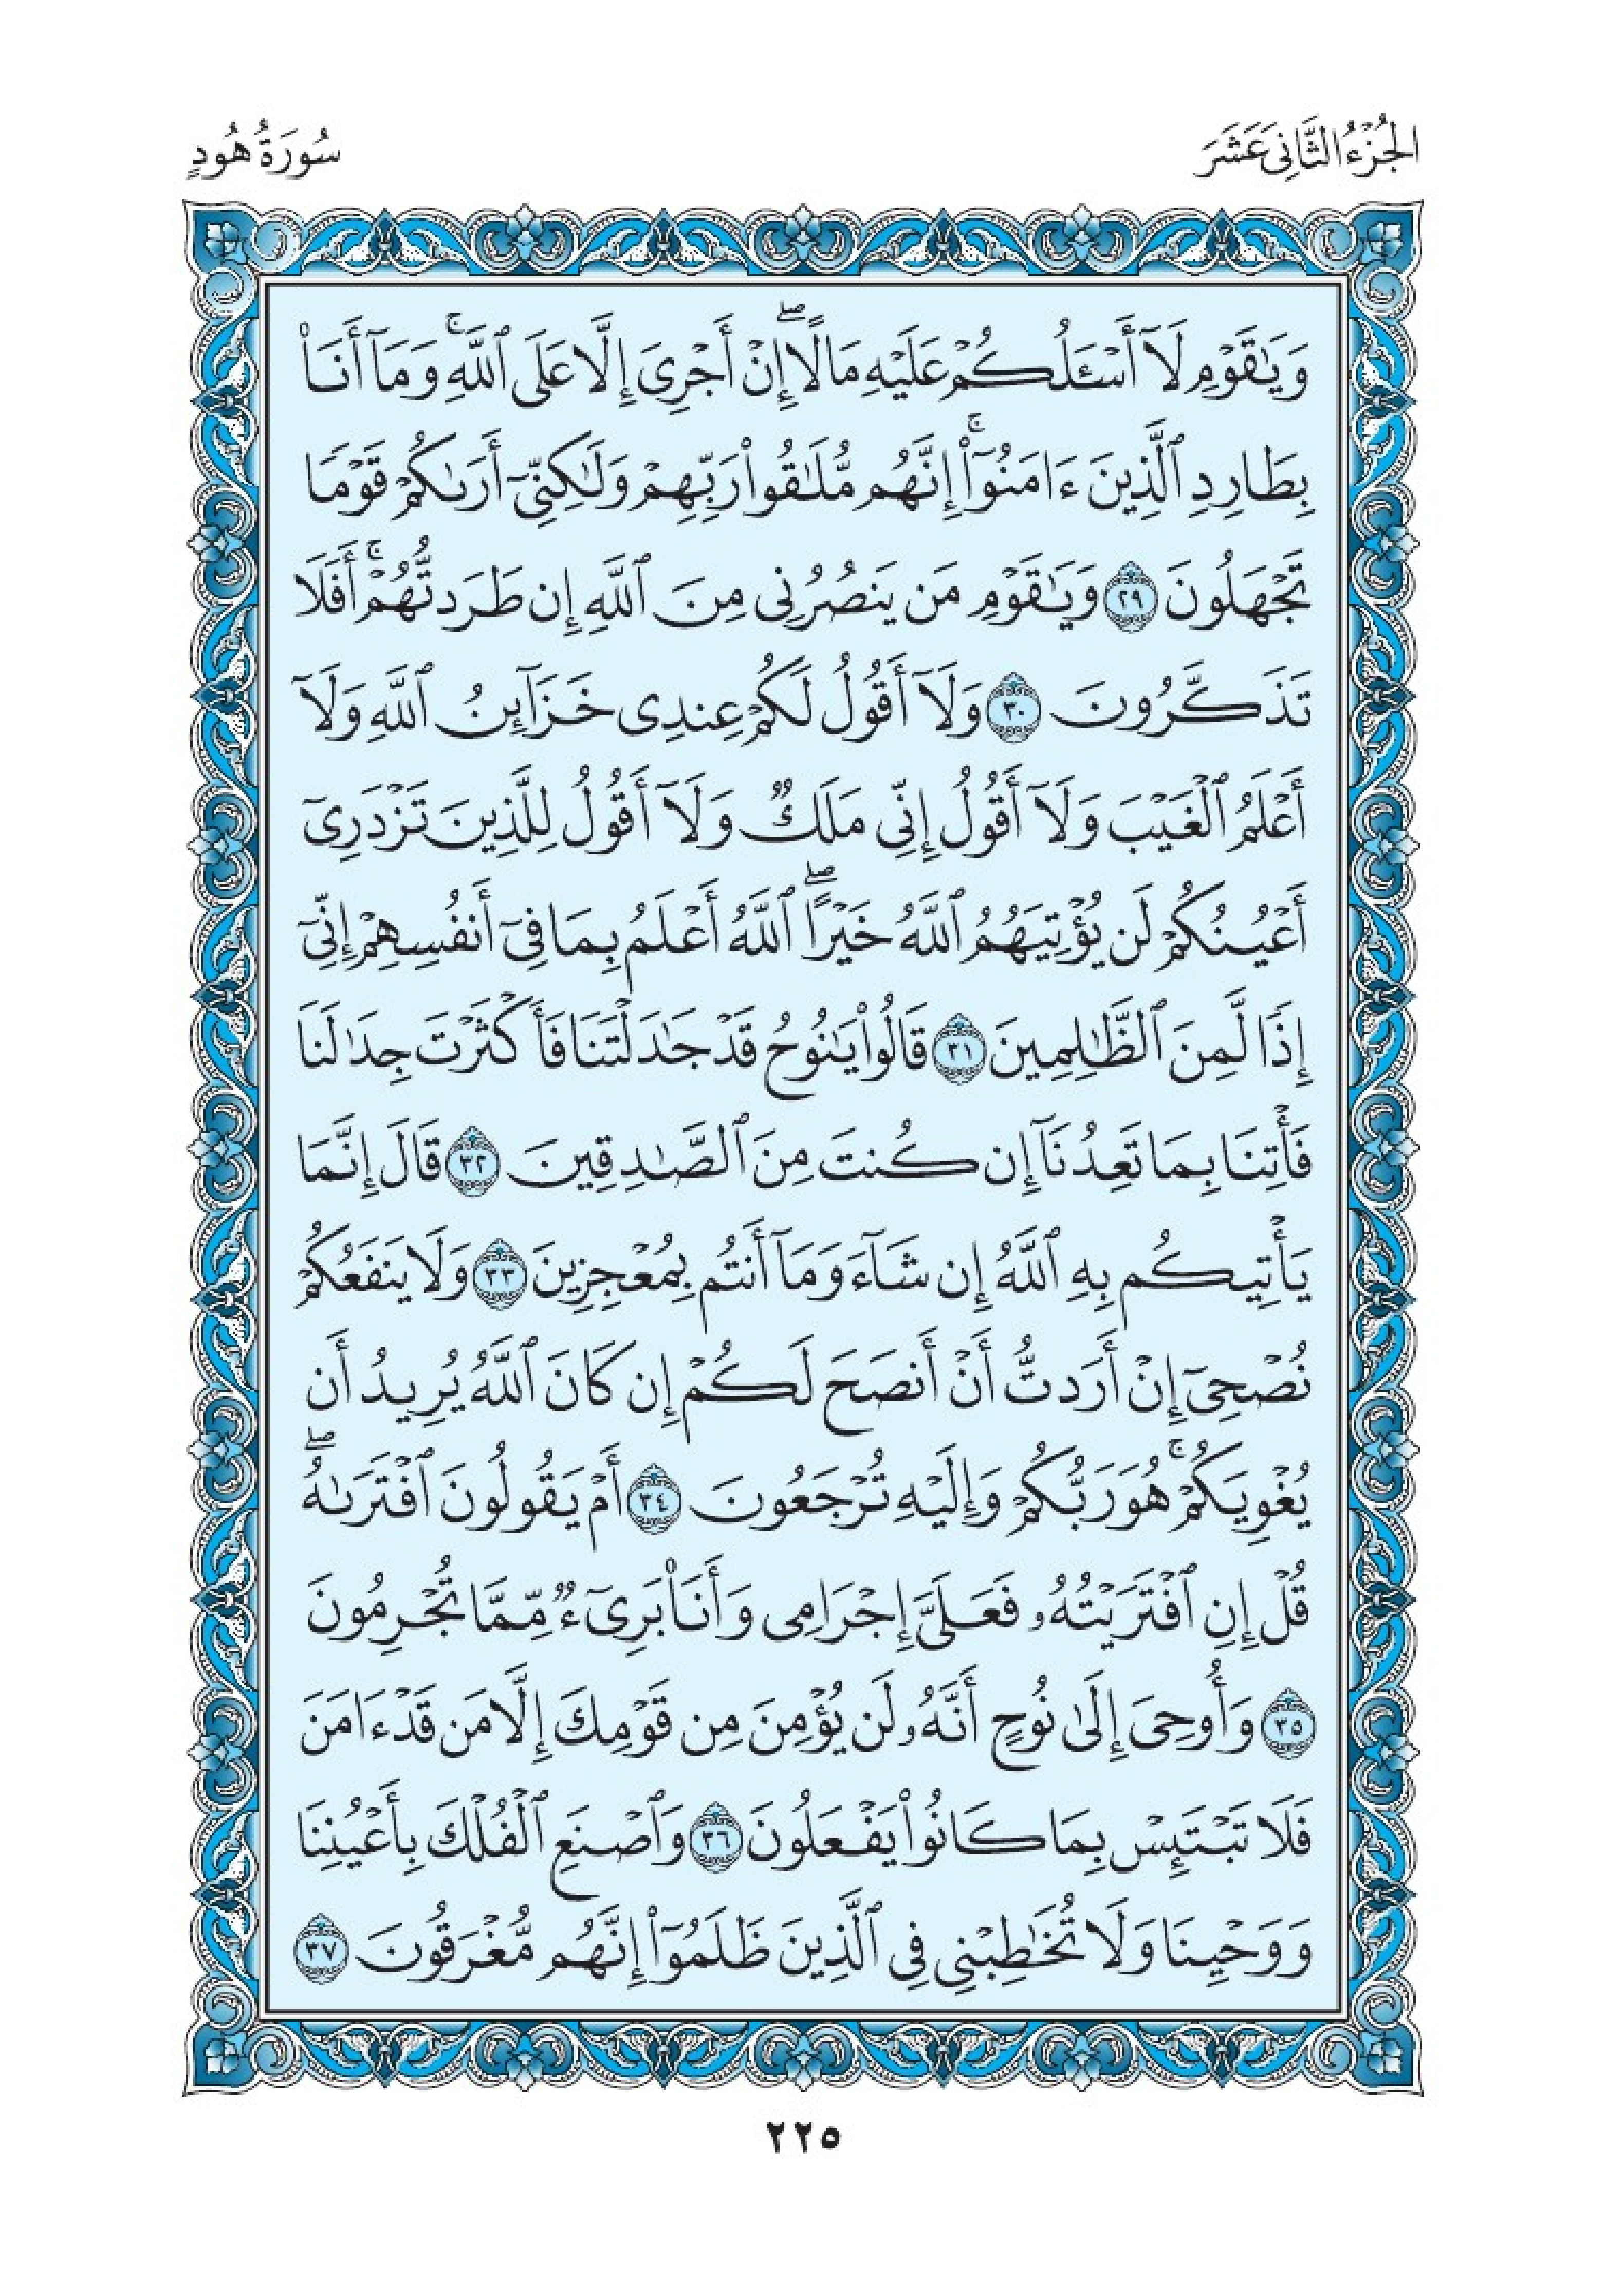 الجُزْءُ الثَّانِيَ عَشَرَ
سُورَةُ هُودٍ
وَيَٰقَوْمِ لَآ أَسْـَٔلُكُمْ عَلَيْهِ مَالًا ۖ إِنْ أَجْرِىَ إِلَّا عَلَى ٱللَّهِ ۚ وَمَآ أَنَا۠
بِطَارِدِ ٱلَّذِينَ ءَامَنُوٓا۟ ۚ إِنَّهُم مُّلَٰقُوا۟ رَبِّهِمْ وَلَٰكِنِّىٓ أَرَىٰكُمْ قَوْمًا
تَجْهَلُونَ ٢٩ وَيَٰقَوْمِ مَن يَنصُرُنِى مِنَ ٱللَّهِ إِن طَرَدتُّهُمْ ۚ أَفَلَا
تَذَكَّرُونَ ٣٠ وَلَآ أَقُولُ لَكُمْ عِندِى خَزَآئِنُ ٱللَّهِ وَلَآ
أَعْلَمُ ٱلْغَيْبَ وَلَآ أَقُولُ إِنِّى مَلَكٌ وَلَآ أَقُولُ لِلَّذِينَ تَزْدَرِىٓ
أَعْيُنُكُمْ لَن يُؤْتِيَهُمُ ٱللَّهُ خَيْرًا ۖ ٱللَّهُ أَعْلَمُ بِمَا فِىٓ أَنفُسِهِمْ إِنِّىٓ
إِذًا لَّمِنَ ٱلظَّٰلِمِينَ ٣١ قَالُوا۟ يَٰنُوحُ قَدْ جَٰدَلْتَنَا فَأَكْثَرْتَ جِدَٰلَنَا
فَأْتِنَا بِمَا تَعِدُنَآ إِن كُنتَ مِنَ ٱلصَّٰدِقِينَ ٣٢ قَالَ إِنَّمَا
يَأْتِيكُم بِهِ ٱللَّهُ إِن شَآءَ وَمَآ أَنتُم بِمُعْجِزِينَ ٣٣ وَلَا يَنفَعُكُمْ
نُصْحِىٓ إِنْ أَرَدتُّ أَنْ أَنصَحَ لَكُمْ إِن كَانَ ٱللَّهُ يُرِيدُ أَن
يُغْوِيَكُمْ ۚ هُوَ رَبُّكُمْ وَإِلَيْهِ تُرْجَعُونَ ٣٤ أَمْ يَقُولُونَ ٱفْتَرَىٰهُ ۖ
قُلْ إِنِ ٱفْتَرَيْتُهُۥ فَعَلَىَّ إِجْرَامِى وَأَنَا۠ بَرِىٓءٌ مِّمَّا تُجْرِمُونَ
٣٥ وَأُوحِىَ إِلَىٰ نُوحٍ أَنَّهُۥ لَن يُؤْمِنَ مِن قَوْمِكَ إِلَّا مَن قَدْ ءَامَنَ
فَلَا تَبْتَئِسْ بِمَا كَانُوا۟ يَفْعَلُونَ ٣٦ وَٱصْنَعِ ٱلْفُلْكَ بِأَعْيُنِنَا
وَوَحْيِنَا وَلَا تُخَٰطِبْنِى فِى ٱلَّذِينَ ظَلَمُوٓا۟ إِنَّهُم مُّغْرَقُونَ ٣٧
٢٢٥